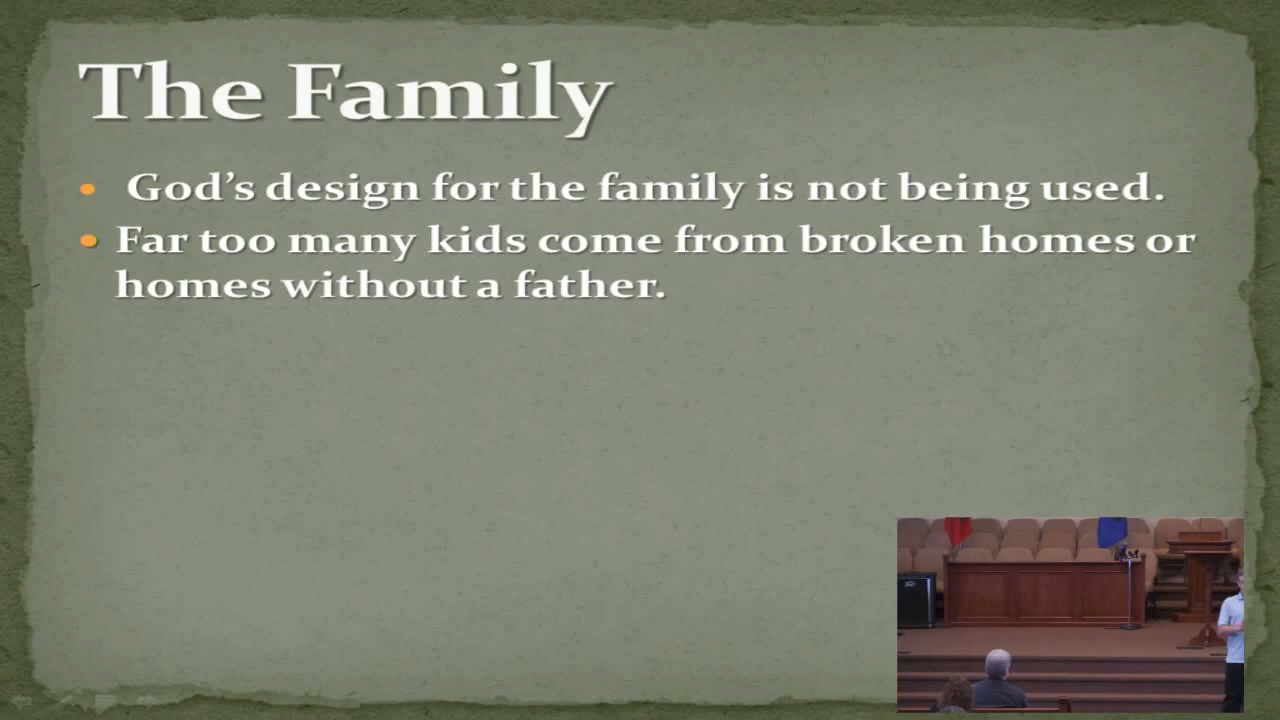 The Family
• God's design for the family is not being used.
• Far too many kids come from broken homes or
homes without a father.